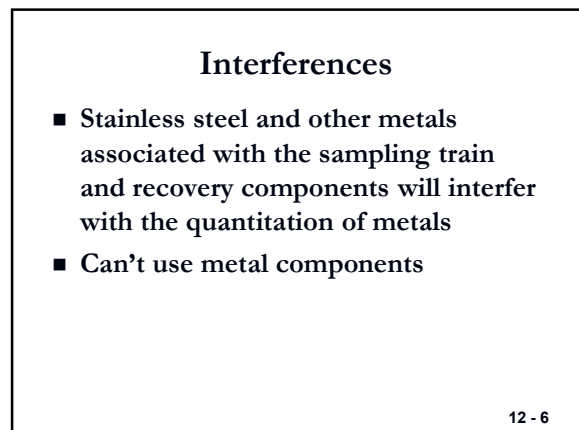 Interferences
■ Stainless steel and other metals
associated with the sampling train
and recovery components will interfer
with the quantitation of metals
■ Can't use metal components
12 - 6